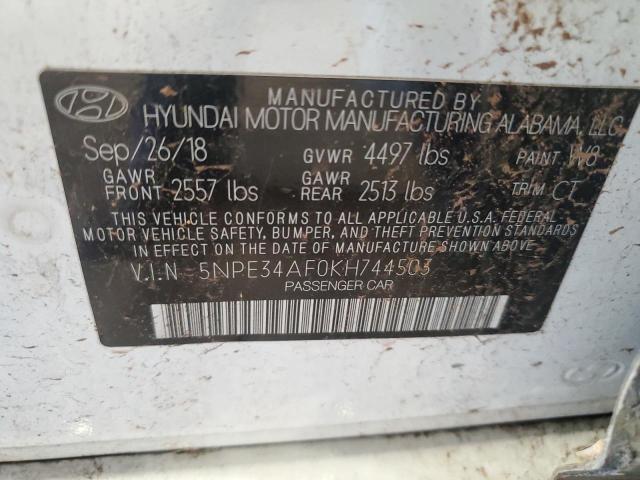 MANUFACTURED BY
HYUNDAI MOTOR MANUFACTURING ALABAMA, LLC
Sep/26/18 GVWR 4497 lbs PAINT W8
GAWR FRONT 2557 lbs GAWR REAR 2513 lbs TRIM CT
THIS VEHICLE CONFORMS TO ALL APPLICABLE U.S.A. FEDERAL
MOTOR VEHICLE SAFETY, BUMPER, AND THEFT PREVENTION STANDARDS
IN EFFECT ON THE DATE OF MANUFACTURE SHOWN ABOVE.
V.I.N. 5NPE34AF0KH744503
PASSENGER CAR